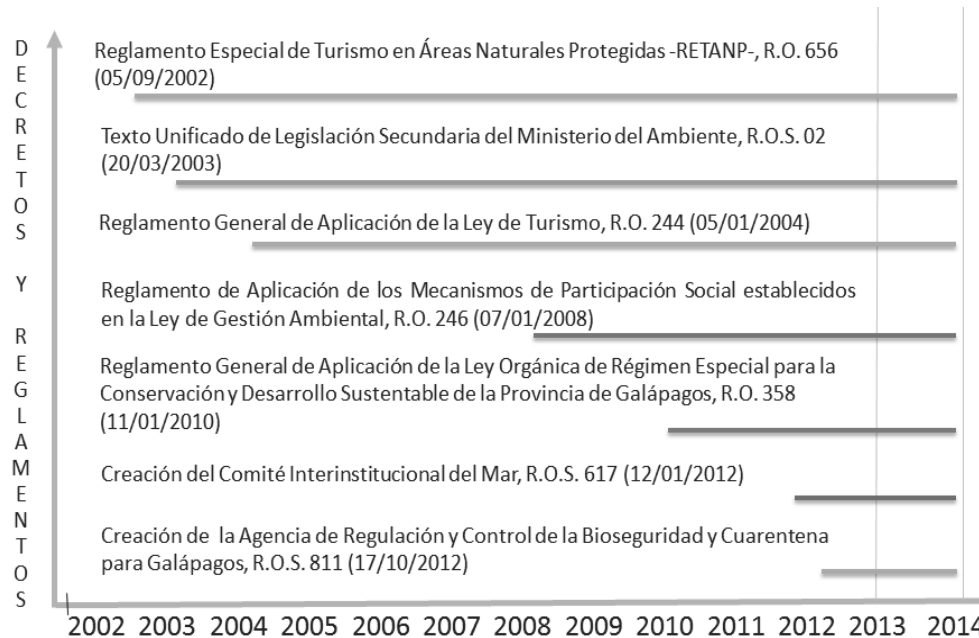 DECRETOS Y REGLAMENTOS
Reglamento Especial de Turismo en Áreas Naturales Protegidas -RETANP-, R.O. 656
(05/09/2002)
Texto Unificado de Legislación Secundaria del Ministerio del Ambiente, R.O.S. 02
(20/03/2003)
Reglamento General de Aplicación de la Ley de Turismo, R.O. 244 (05/01/2004)
Reglamento de Aplicación de los Mecanismos de Participación Social establecidos
en la Ley de Gestión Ambiental, R.O. 246 (07/01/2008)
Reglamento General de Aplicación de la Ley Orgánica de Régimen Especial para la
Conservación y Desarrollo Sustentable de la Provincia de Galápagos, R.O. 358
(11/01/2010)
Creación del Comité Interinstitucional del Mar, R.O.S. 617 (12/01/2012)
Creación de la Agencia de Regulación y Control de la Bioseguridad y Cuarentena
para Galápagos, R.O.S. 811 (17/10/2012)
2002 2003 2004 2005 2006 2007 2008 2009 2010 2011 2012 2013 2014